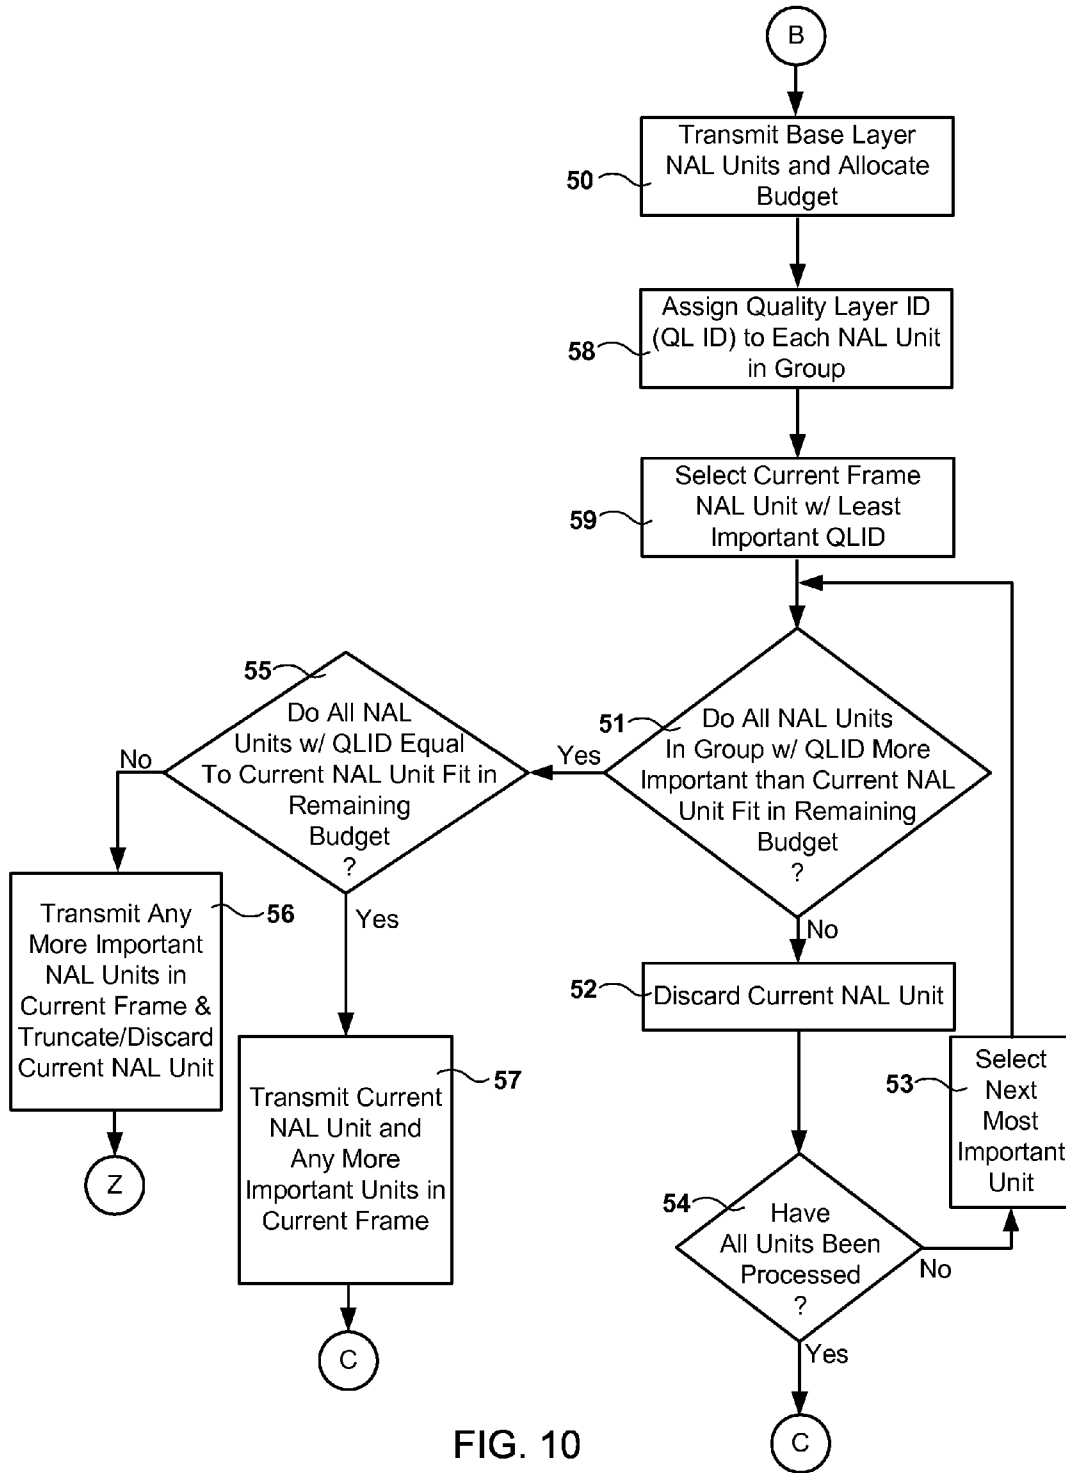 B
Transmit Base Layer
NAL Units and Allocate
Budget
50
Assign Quality Layer ID
(QL ID) to Each NAL Unit
in Group
58
Select Current Frame
NAL Unit w/ Least
Important QLID
59
51
Do All NAL Units
In Group w/ QLID More
Important than Current NAL
Unit Fit in Remaining
Budget
?
Yes
No
55
Do All NAL
Units w/ QLID Equal
To Current NAL Unit Fit in
Remaining
Budget
?
No
Yes
56
Transmit Any
More Important
NAL Units in
Current Frame &
Truncate/Discard
Current NAL Unit
Z
57
Transmit Current
NAL Unit and
Any More
Important Units in
Current Frame
C
52
Discard Current NAL Unit
53
Select
Next
Most
Important
Unit
54
Have
All Units Been
Processed
?
No
Yes
C
FIG. 10